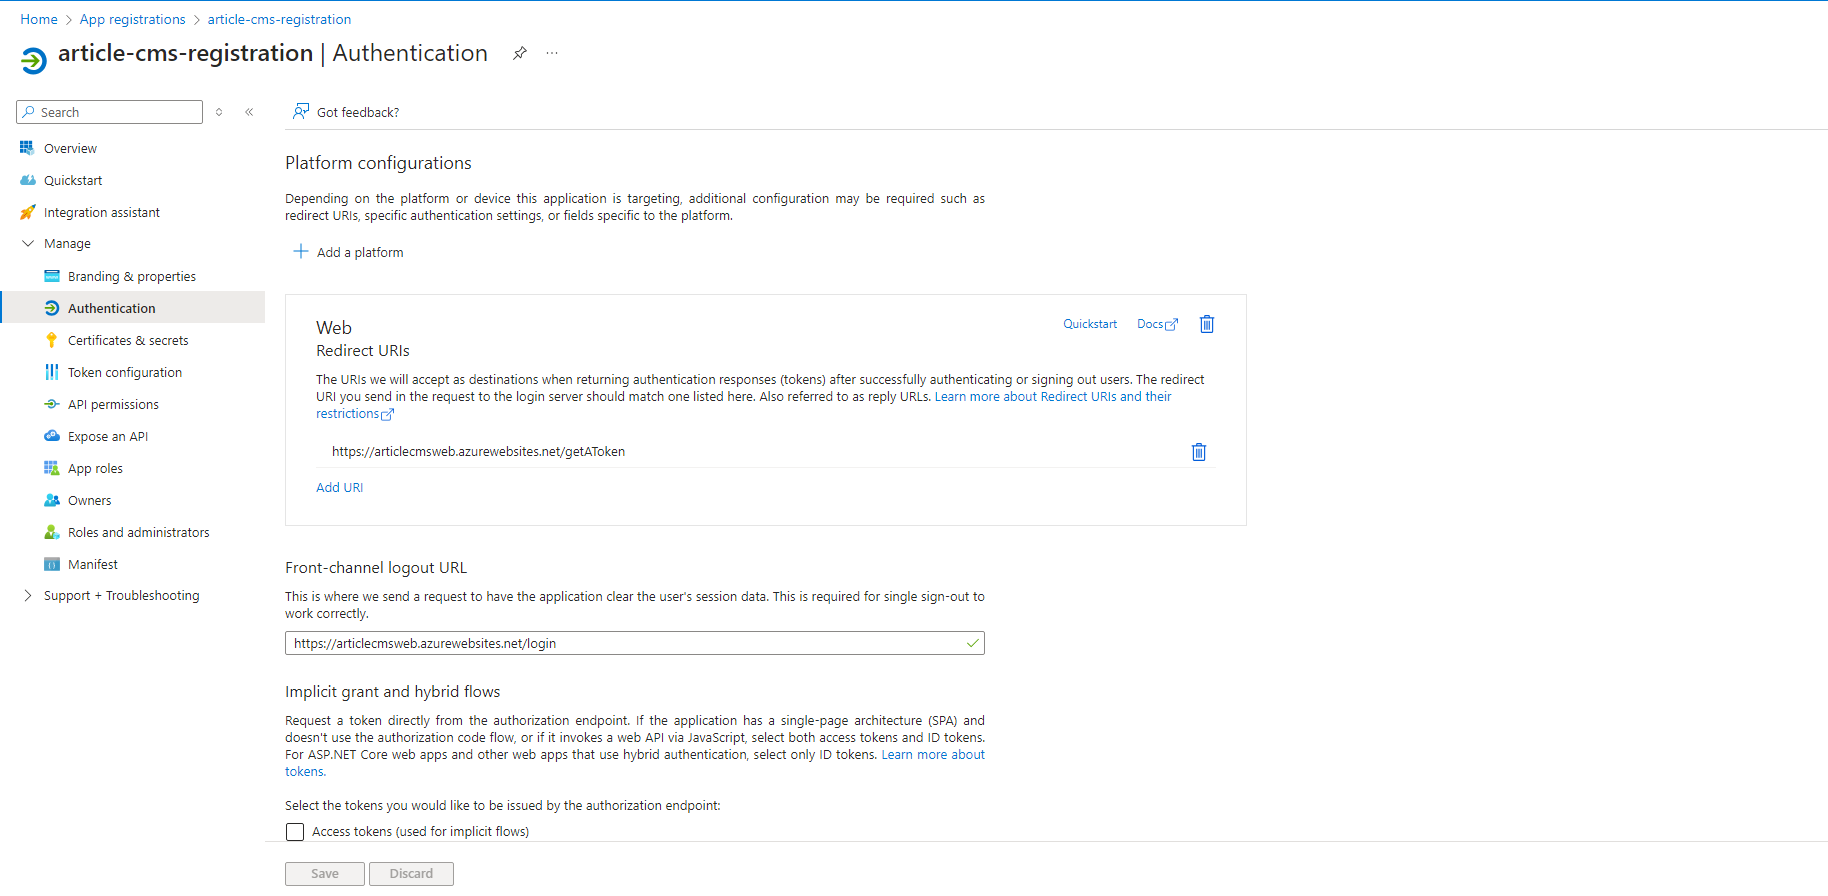 Home > App registrations > article-cms-registration
article-cms-registration | Authentication ...
Search
«
Overview
Quickstart
Integration assistant
Manage
Branding & properties
Authentication
Certificates & secrets
Token configuration
API permissions
Expose an API
App roles
Owners
Roles and administrators
Manifest
Support + Troubleshooting
Got feedback?
Platform configurations
Depending on the platform or device this application is targeting, additional configuration may be required such as
redirect URIs, specific authentication settings, or fields specific to the platform.
Add a platform
Web
Quickstart Docs
Redirect URIs
The URIs we will accept as destinations when returning authentication responses (tokens) after successfully authenticating or signing out users. The redirect
URI you send in the request to the login server should match one listed here. Also referred to as reply URLs. Learn more about Redirect URIs and their
restrictions
https://articlecmsweb.azurewebsites.net/getAToken
Add URI
Front-channel logout URL
This is where we send a request to have the application clear the user's session data. This is required for single sign-out to
work correctly.
https://articlecmsweb.azurewebsites.net/login
Implicit grant and hybrid flows
Request a token directly from the authorization endpoint. If the application has a single-page architecture (SPA) and
doesn't use the authorization code flow, or if it invokes a web API via JavaScript, select both access tokens and ID tokens.
For ASP.NET Core web apps and other web apps that use hybrid authentication, select only ID tokens. Learn more about
tokens.
Select the tokens you would like to be issued by the authorization endpoint:
Access tokens (used for implicit flows)
Save Discard